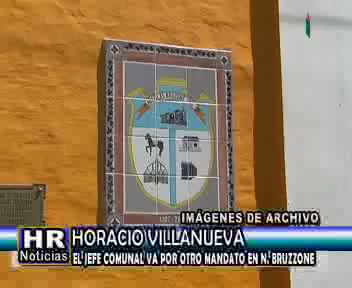 IMÁGENES DE ARCHIVO
HR
Noticias
HORACIO VILLANUEVA
EL JEFE COMUNAL VA POR OTRO MANDATO EN N. BRUZZONE